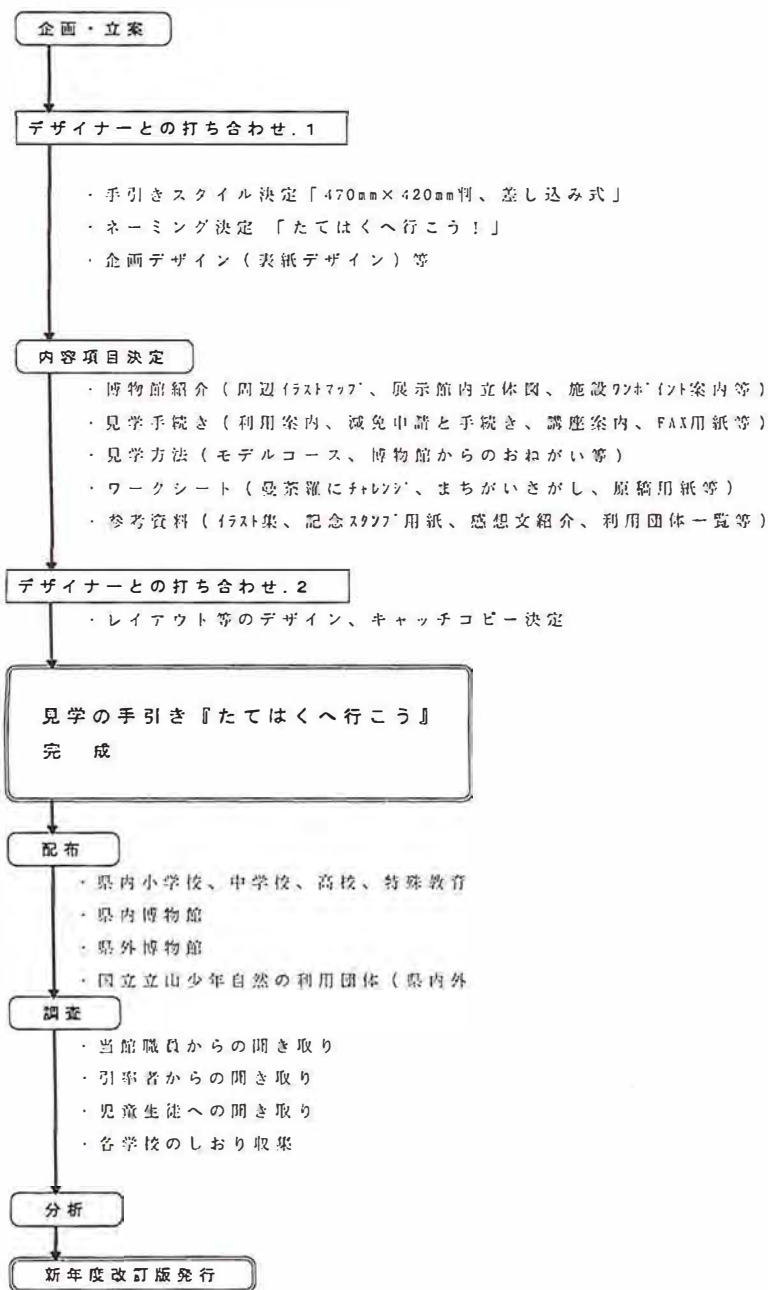 企画・立案
デザイナーとの打ち合わせ.1
・手引きスタイル決定「470mm×420mm判、差し込み式」
・ネーミング決定 「たてはくへ行こう!」
・企画デザイン(表紙デザイン)等
内容項目決定
・博物館紹介(周辺イラストマップ、展示館内立体図、施設ワンポイント案内等)
・見学手続き(利用案内、減免申請と手続き、講座案内、FAX用紙等)
・見学方法(モデルコース、博物館からのおねがい等)
・ワークシート(曼荼羅にチャレンジ、まちがいさがし、原稿用紙等)
・参考資料(イラスト集、記念スタンプ用紙、感想文紹介、利用団体一覧等)
デザイナーとの打ち合わせ.2
・レイアウト等のデザイン、キャッチコピー決定
見学の手引き『たてはくへ行こう』
完 成
配布
・県内小学校、中学校、高校、特殊教育
・県内博物館
・県外博物館
・国立立山少年自然の利用団体(県内外
調査
・当館職員からの聞き取り
・引率者からの聞き取り
・児童生徒への聞き取り
・各学校のしおり収集
分析
新年度改訂版発行